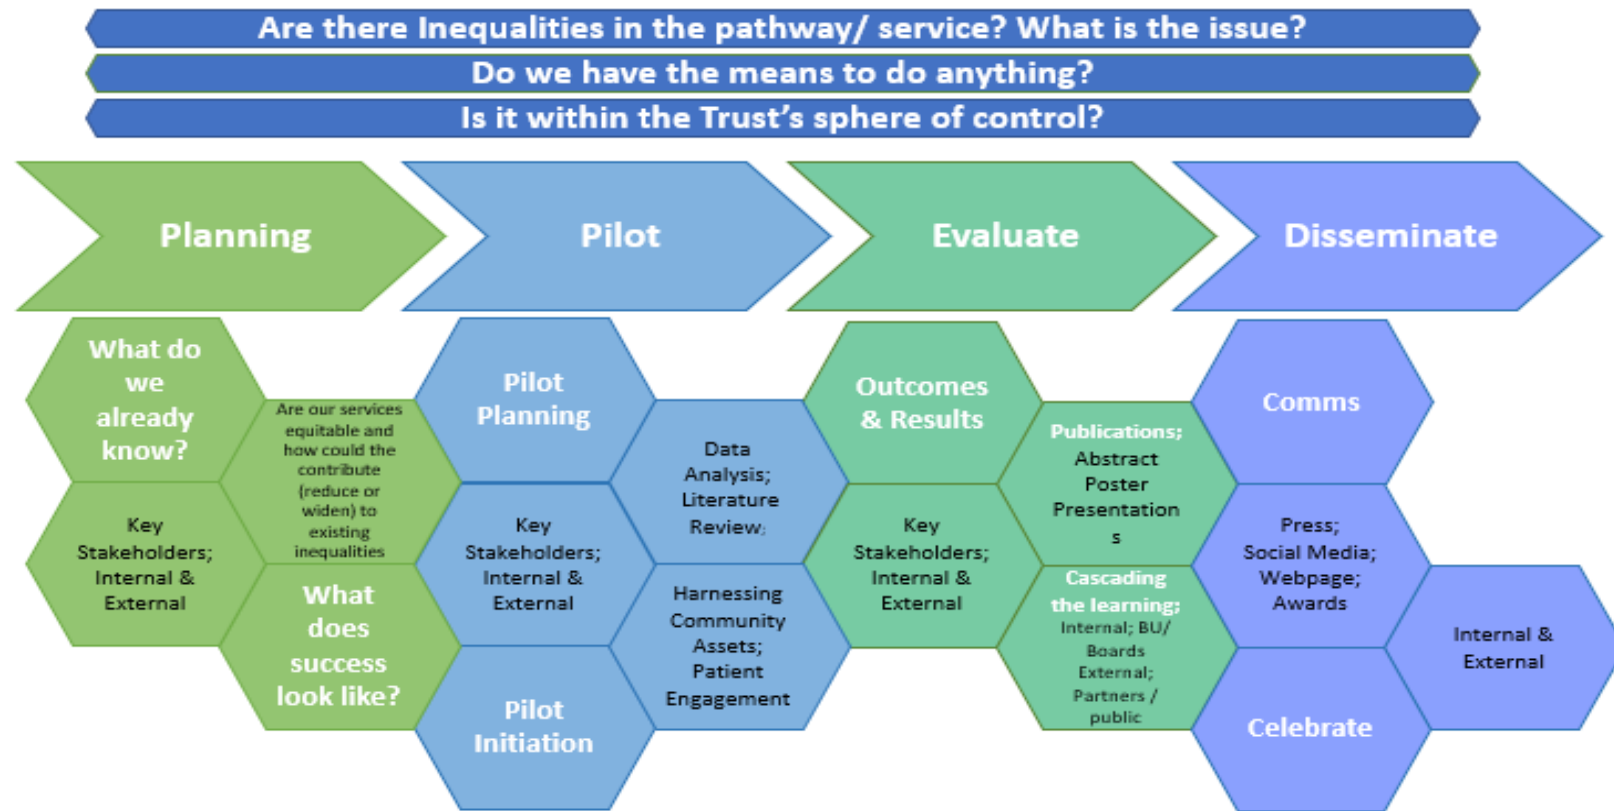 Are there Inequalities in the pathway/ service? What is the issue?
Do we have the means to do anything?
Is it within the Trust's sphere of control?
Planning
Pilot
Evaluate
Disseminate
What do
we
already
know?
Are our services
equitable and
how could the
contribute
(reduce or
widen) to
existing
inequalities
Key
Stakeholders;
Internal &
External
What
does
success
look like?
Pilot
Planning
Data
Analysis;
Literature
Review;
Key
Stakeholders;
Internal &
External
Harnessing
Community
Assets;
Patient
Engagement
Pilot
Initiation
Outcomes
& Results
Publications;
Abstract
Poster
Presentation
s
Key
Stakeholders;
Internal &
External
Cascading
the learning;
Internal; BU/
Boards
External;
Partners /
public
Comms
Press;
Social Media;
Webpage;
Awards
Internal &
External
Celebrate